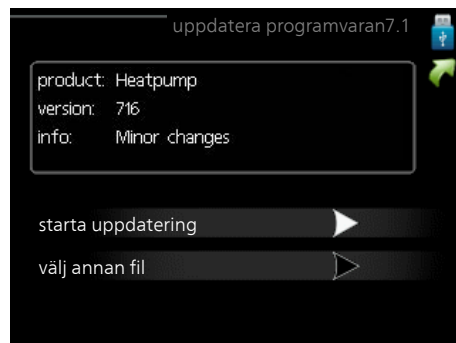 uppdatera programvaran7.1
product: Heatpump
version: 716
info: Minor changes
starta uppdatering
välj annan fil